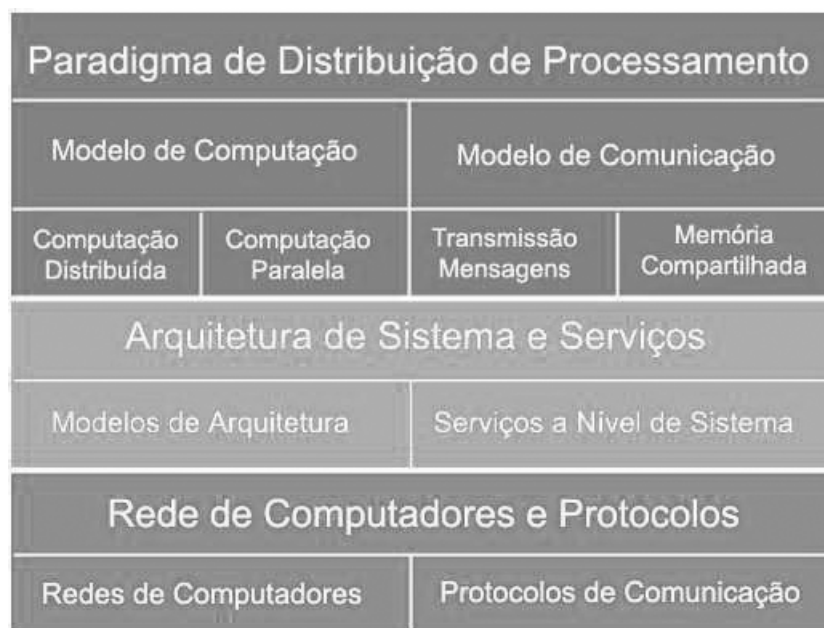 Paradigma de Distribuição de Processamento
Modelo de Computação
Modelo de Comunicação
Computação
Distribuída
Computação
Paralela
Transmissão
Mensagens
Memória
Compartilhada
Arquitetura de Sistema e Serviços
Modelos de Arquitetura
Serviços a Nível de Sistema
Rede de Computadores e Protocolos
Redes de Computadores
Protocolos de Comunicação